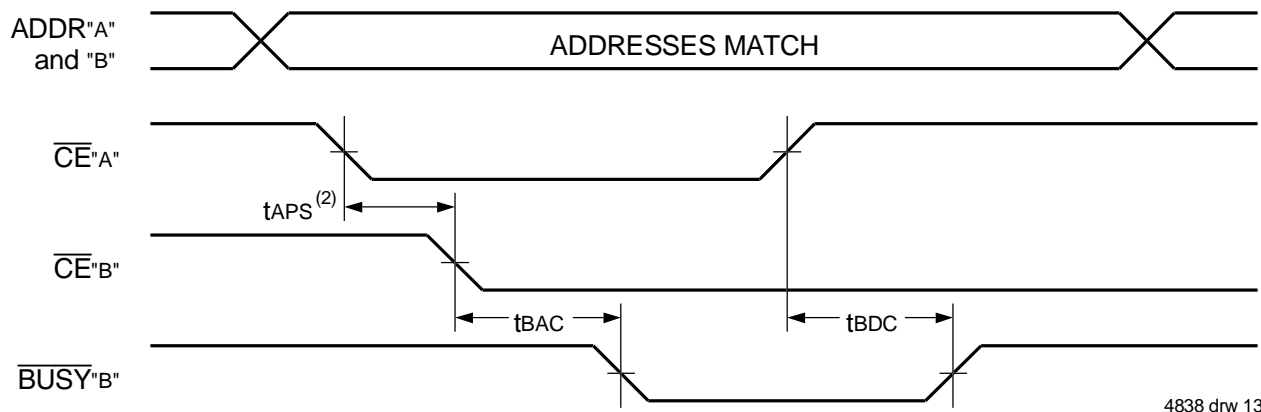 ADDR"A"
and "B"
ADDRESSES MATCH
CE"A"
tAPS(2)
CE"B"
tBAC
tBDC
BUSY"B"
4838 drw 13